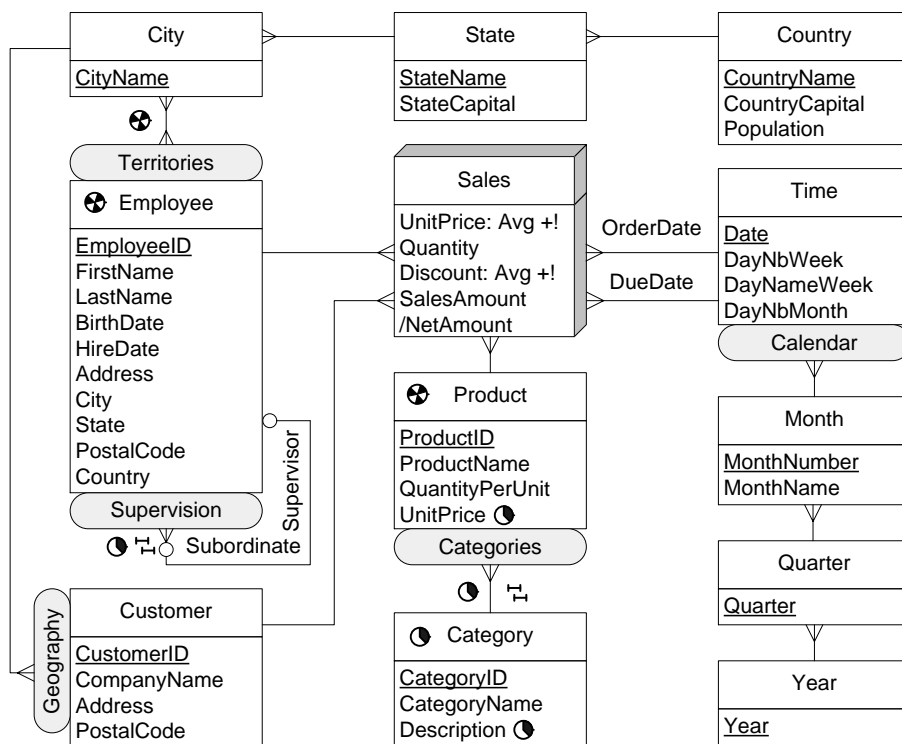 City
CityName
State
StateName
StateCapital
Country
CountryName
CountryCapital
Population
Territories
Employee
EmployeeID
FirstName
LastName
BirthDate
HireDate
Address
City
State
PostalCode
Country
Supervision
Supervisor
Subordinate
Sales
UnitPrice: Avg +!
Quantity
Discount: Avg +!
SalesAmount
/NetAmount
OrderDate
DueDate
Time
Date
DayNbWeek
DayNameWeek
DayNbMonth
Calendar
Product
ProductID
ProductName
QuantityPerUnit
UnitPrice
Categories
Month
MonthNumber
MonthName
Quarter
Quarter
Geography
Customer
CustomerID
CompanyName
Address
PostalCode
Category
CategoryID
CategoryName
Description
Year
Year